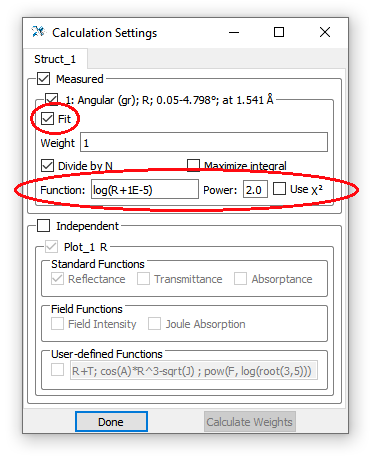 Calculation Settings
Struct_1
Measured
1: Angular (gr); R; 0.05-4.798°; at 1.541 Å
Fit
Weight 1
Divide by N Maximize integral
Function: log(R+1E-5) Power: 2.0 Use χ²
Independent
Plot_1 R
Standard Functions
Reflectance Transmittance Absorptance
Field Functions
Field Intensity Joule Absorption
User-defined Functions
R+T; cos(A)*R^3-sqrt(J) ; pow(F, log(root(3,5)))
Done Calculate Weights